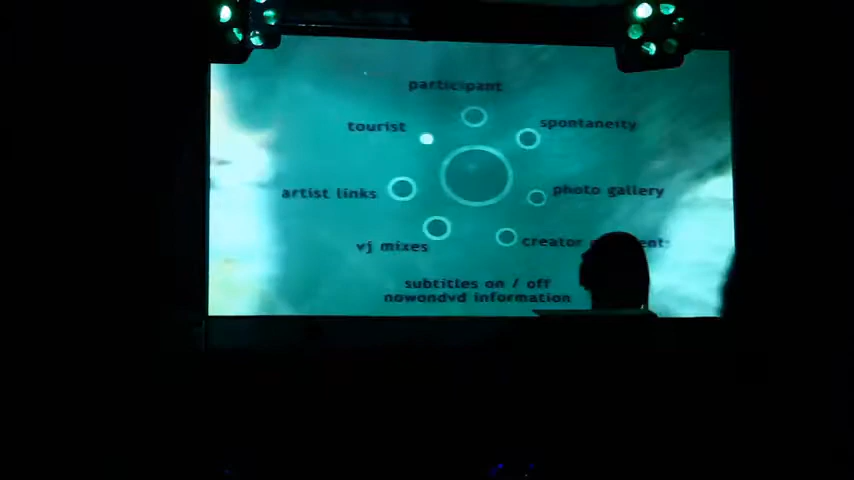 participant
tourist
spontaneity
artist links
photo gallery
vj mixes
creator
subtitles on / off
nowondvd information